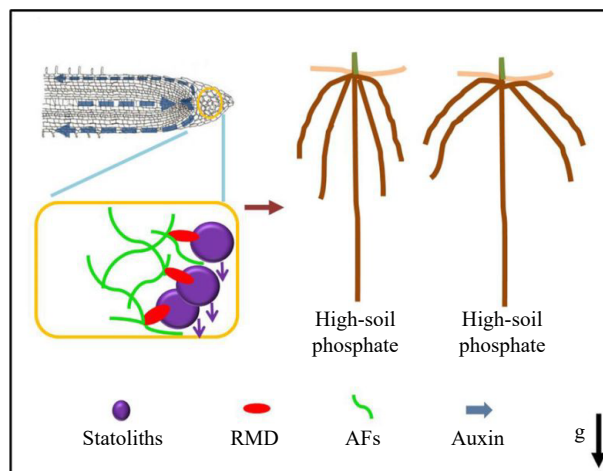 High-soil
phosphate
High-soil
phosphate
Statoliths
RMD
AFs
Auxin
g